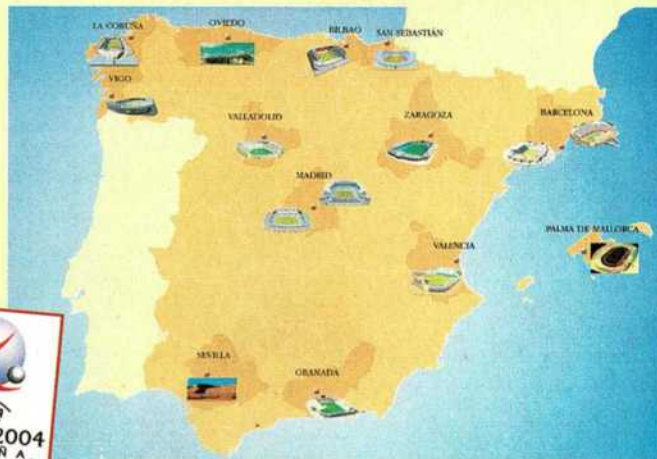 LA CORUÑA
OVIEDO
BILBAO
SAN SEBASTIÁN
VIGO
VALLADOLID
ZARAGOZA
BARCELONA
MADRID
PALMA DE MALLORCA
VALENCIA
SEVILLA
GRANADA
2004
Ñ A